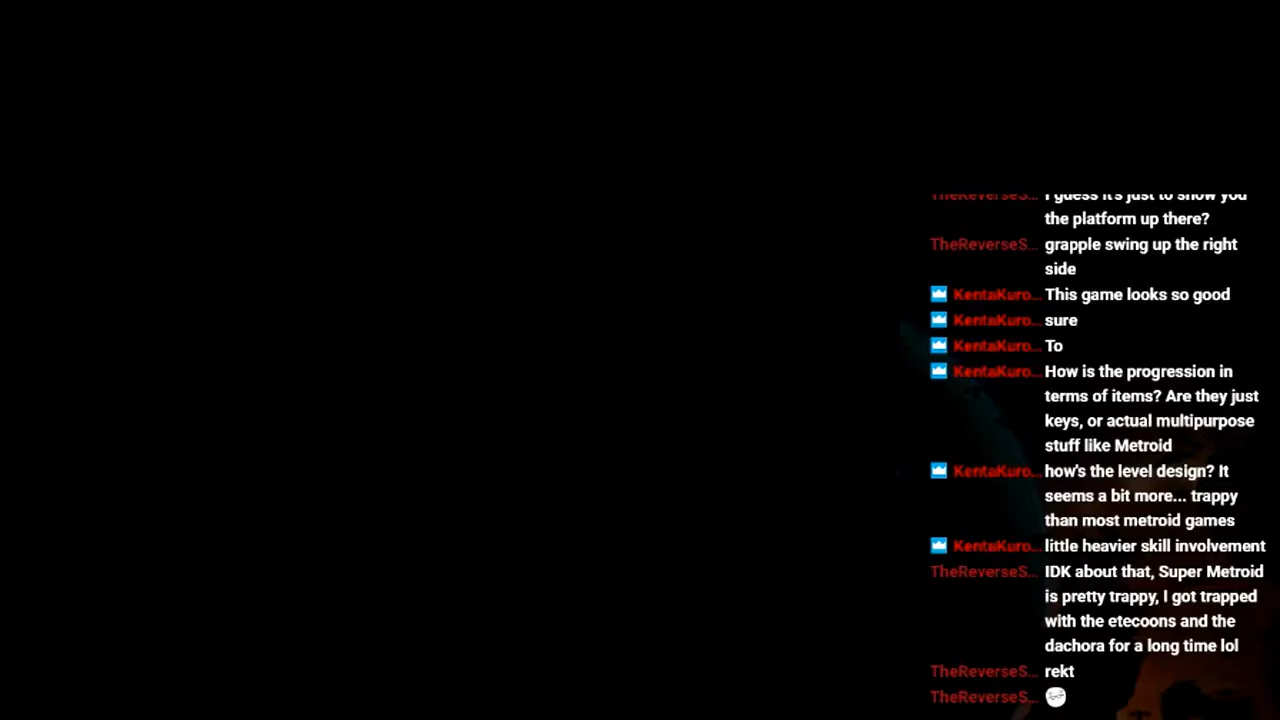 TheReverseS... I guess it's just to show you
the platform up there?
TheReverseS... grapple swing up the right
side
KentaKuro... This game looks so good
KentaKuro... sure
KentaKuro... To
KentaKuro... How is the progression in
terms of items? Are they just
keys, or actual multipurpose
stuff like Metroid
KentaKuro... how's the level design? It
seems a bit more... trappy
than most metroid games
KentaKuro... little heavier skill involvement
TheReverseS... IDK about that, Super Metroid
is pretty trappy, I got trapped
with the etecoons and the
dachora for a long time lol
TheReverseS... rekt
TheReverseS...